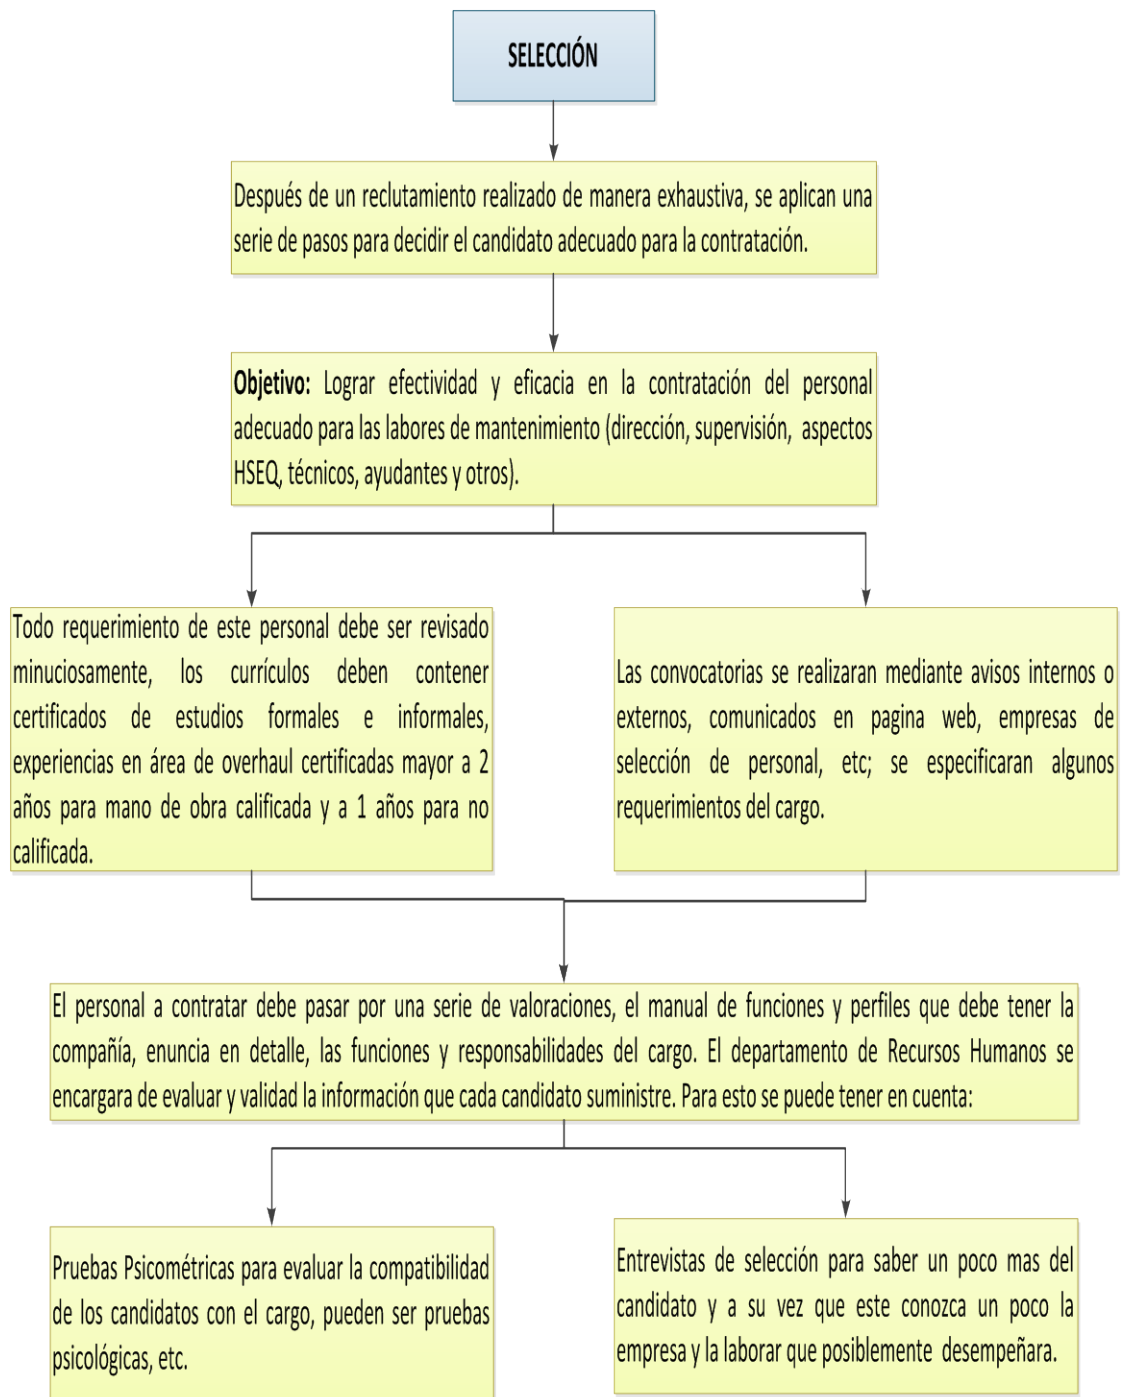 SELECCIÓN
Después de un reclutamiento realizado de manera exhaustiva, se aplican una
serie de pasos para decidir el candidato adecuado para la contratación.
Objetivo: Lograr efectividad y eficacia en la contratación del personal
adecuado para las labores de mantenimiento (dirección, supervisión, aspectos
HSEQ, técnicos, ayudantes y otros).
Todo requerimiento de este personal debe ser revisado
minuciosamente, los currículos deben contener
certificados de estudios formales e informales,
experiencias en área de overhaul certificadas mayor a 2
años para mano de obra calificada y a 1 años para no
calificada.
Las convocatorias se realizaran mediante avisos internos o
externos, comunicados en pagina web, empresas de
selección de personal, etc; se especificaran algunos
requerimientos del cargo.
El personal a contratar debe pasar por una serie de valoraciones, el manual de funciones y perfiles que debe tener la
compañía, enuncia en detalle, las funciones y responsabilidades del cargo. El departamento de Recursos Humanos se
encargara de evaluar y validad la información que cada candidato suministre. Para esto se puede tener en cuenta:
Pruebas Psicométricas para evaluar la compatibilidad
de los candidatos con el cargo, pueden ser pruebas
psicológicas, etc.
Entrevistas de selección para saber un poco mas del
candidato y a su vez que este conozca un poco la
empresa y la laborar que posiblemente desempeñara.